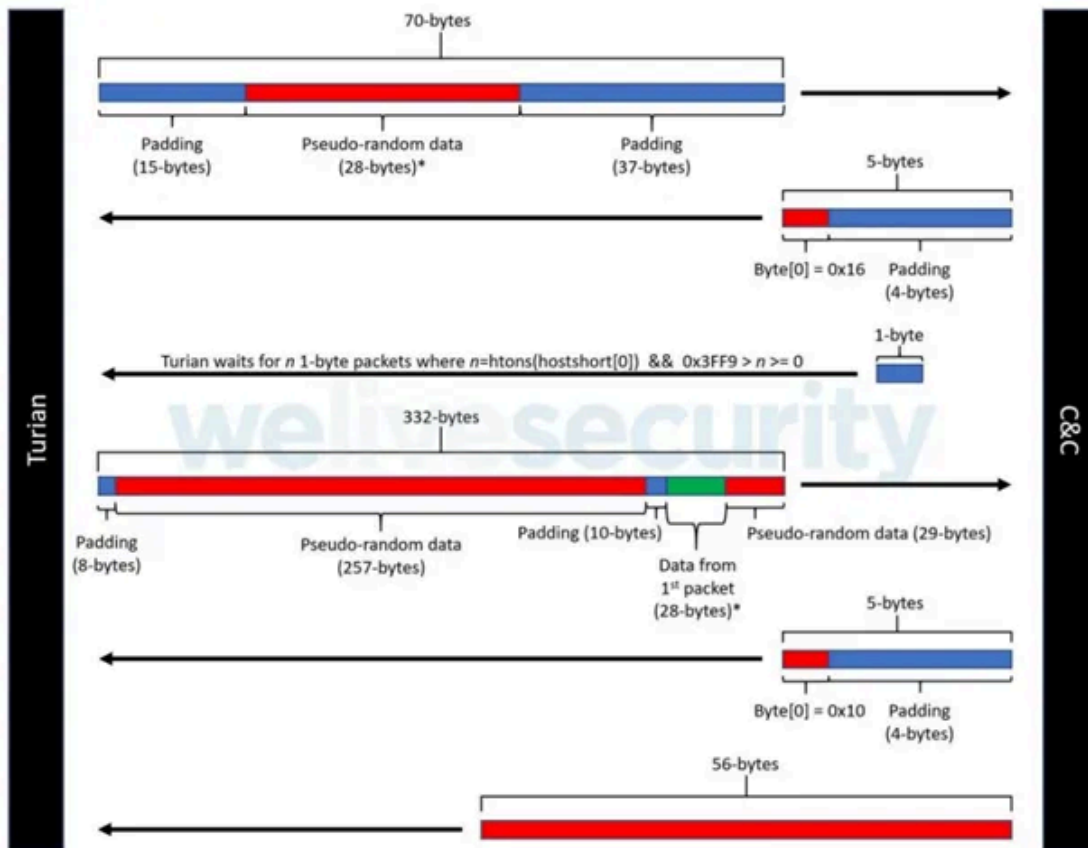 70-bytes
Padding
(15-bytes)
Pseudo-random data
(28-bytes)*
Padding
(37-bytes)
5-bytes
Byte[0] = 0x16
Padding
(4-bytes)
1-byte
Turian waits for n 1-byte packets where n=htons(hostshort[0]) && 0x3FF9 > n >= 0
welivesecurity
Turian
C&C
332-bytes
Padding
(8-bytes)
Pseudo-random data
(257-bytes)
Padding (10-bytes)
Data from
1st packet
(28-bytes)*
Pseudo-random data (29-bytes)
5-bytes
Byte[0] = 0x10
Padding
(4-bytes)
56-bytes